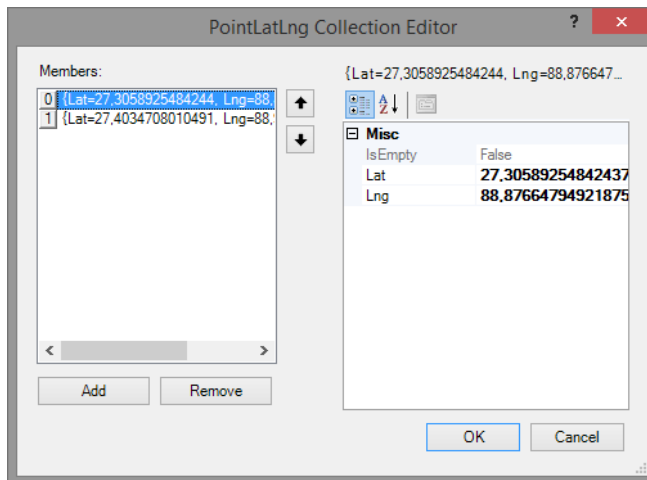 PointLatLng Collection Editor
?
×
Members:
0 {Lat=27,3058925484244, Lng=88,
1 {Lat=27,4034708010491, Lng=88,
{Lat=27,3058925484244, Lng=88,876647...
Misc
IsEmpty False
Lat 27,30589254842437
Lng 88,87664794921875
Add
Remove
OK
Cancel